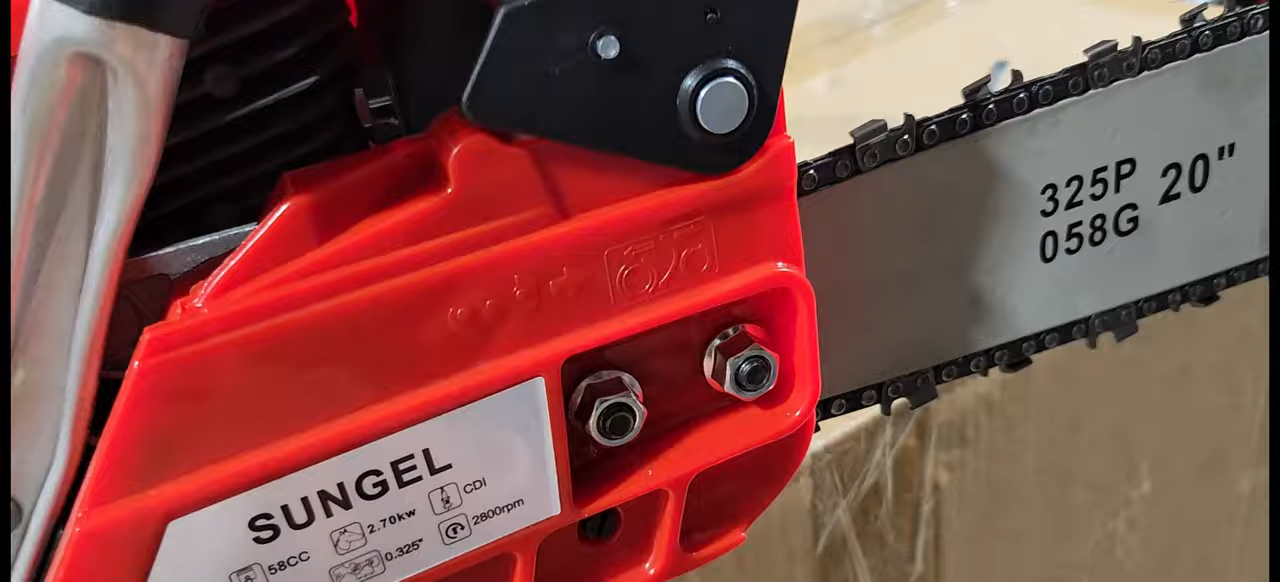 325P
058G
20"
SUNGEL
2.70kw
CDI
58CC
0.325"
2800rpm